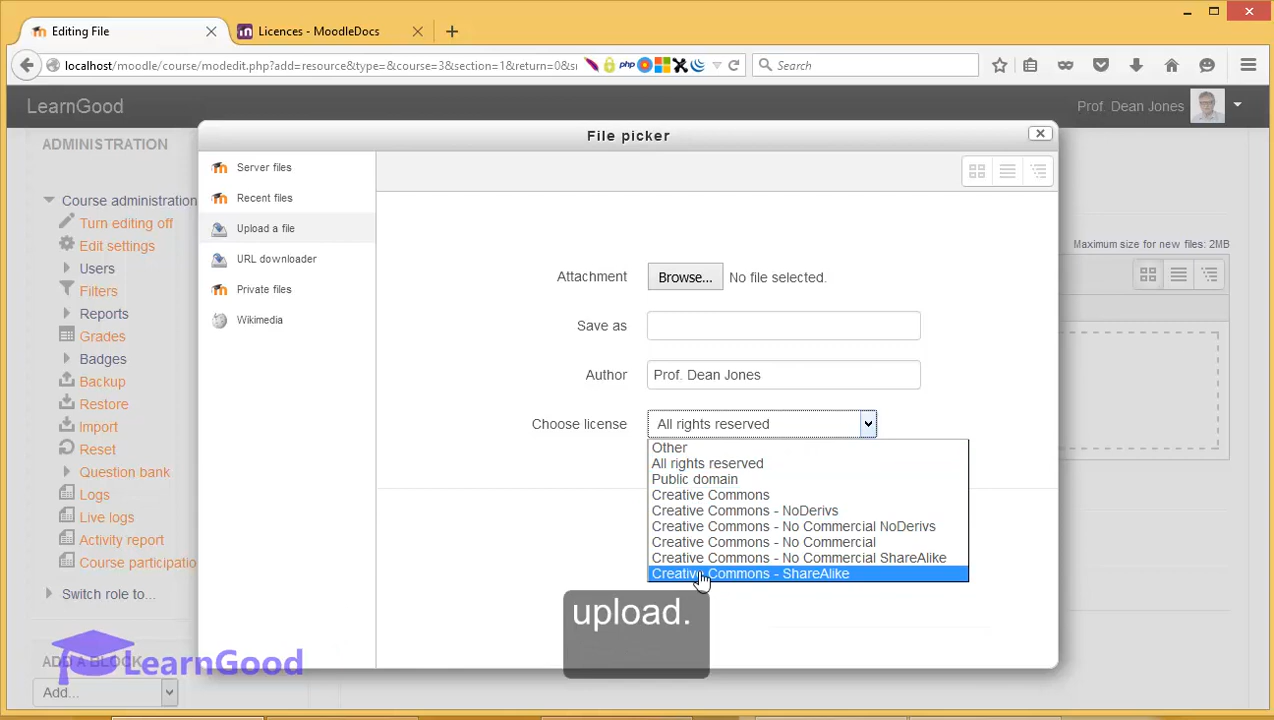 Editing File
Licences - MoodleDocs
localhost/moodle/course/modedit.php?add=resource&type=&course=3&section=1&return=0&s
php
Search
LearnGood
Prof. Dean Jones
ADMINISTRATION
Course administration
Turn editing off
Edit settings
Users
Filters
Reports
Grades
Badges
Backup
Restore
Import
Reset
Question bank
Logs
Live logs
Activity report
Course participatio
Switch role to...
ADD A BLOCK
Add...
File picker
Server files
Recent files
Upload a file
URL downloader
Private files
Wikimedia
Attachment
Browse...
No file selected.
Save as
Author
Prof. Dean Jones
Choose license
All rights reserved
Other
All rights reserved
Public domain
Creative Commons
Creative Commons - NoDerivs
Creative Commons - No Commercial NoDerivs
Creative Commons - No Commercial
Creative Commons - No Commercial ShareAlike
Creative Commons - ShareAlike
Maximum size for new files: 2MB
upload.
LearnGood